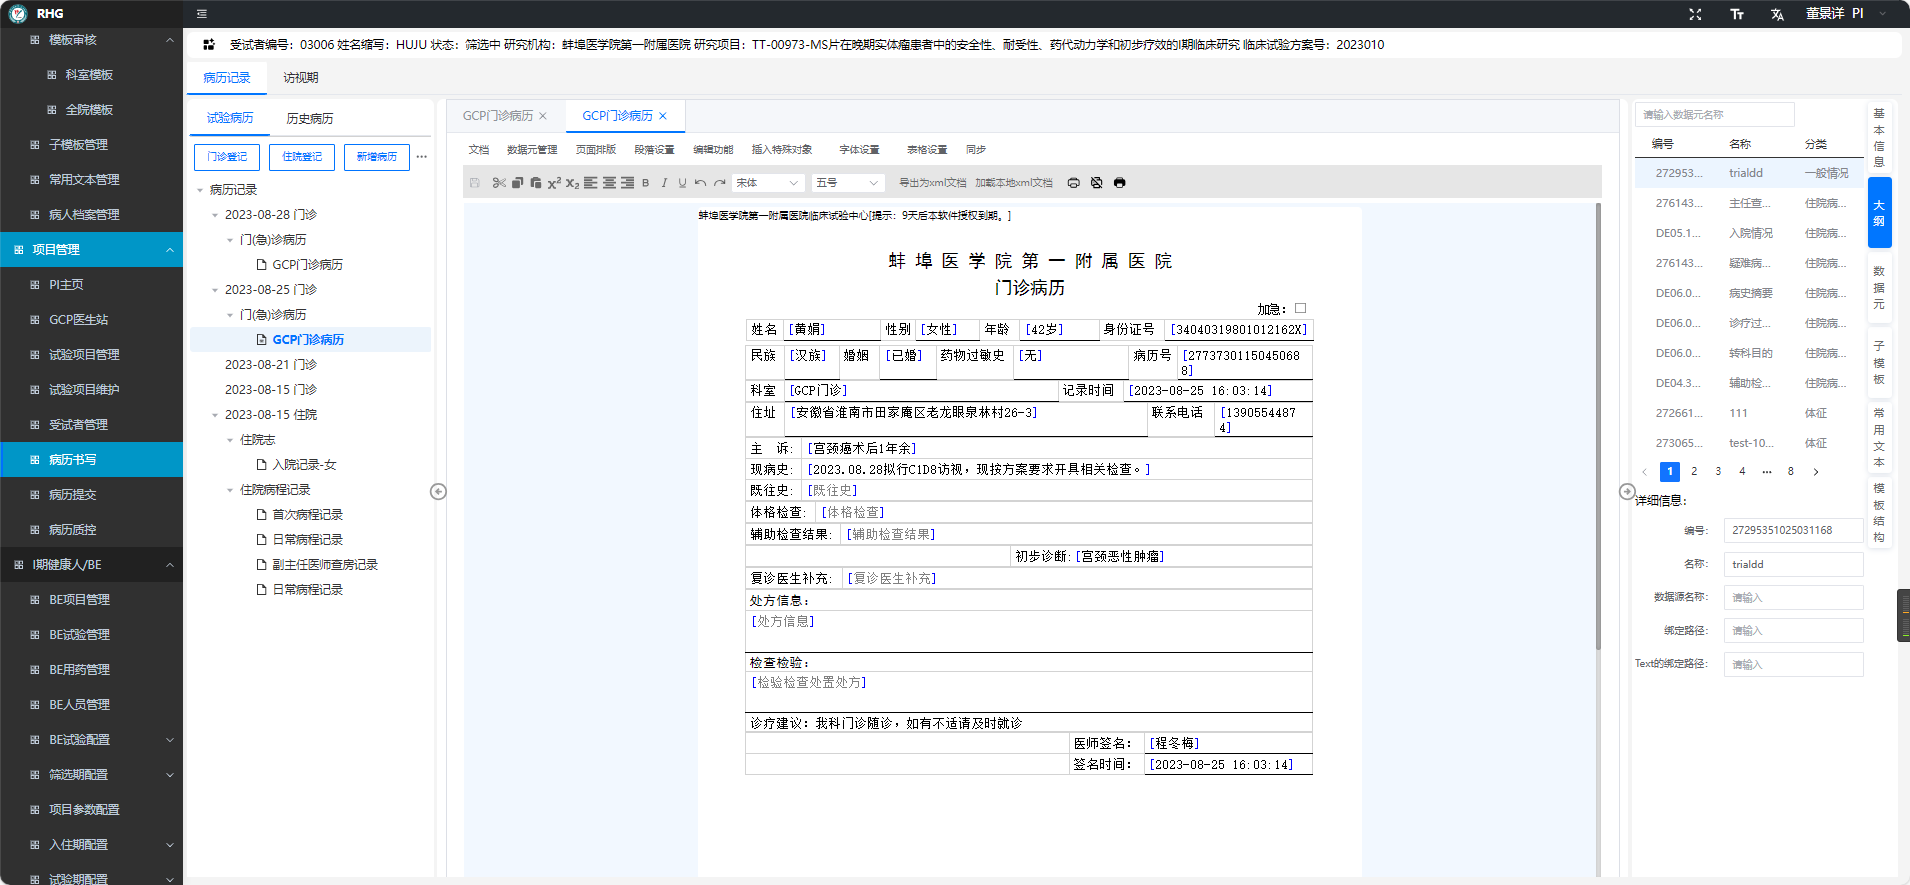 RHG
董景详 PI
模板审核
科室模板
全院模板
子模板管理
常用文本管理
病人档案管理
项目管理
PI主页
GCP医生站
试验项目管理
试验项目维护
受试者管理
病历书写
病历提交
病历质控
I期健康人/BE
BE项目管理
BE试验管理
BE用药管理
BE人员管理
BE试验配置
筛选期配置
项目参数配置
入住期配置
试验期配置
受试者编号：03006 姓名缩写：HUJU 状态：筛选中 研究机构：蚌埠医学院第一附属医院 研究项目：TT-00973-MS片在晚期实体瘤患者中的安全性、耐受性、药代动力学和初步疗效的I期临床研究 临床试验方案号：2023010
病历记录 访视期
试验病历 历史病历
门诊登记 住院登记 新增病历 ···
病历记录
2023-08-28 门诊
门(急)诊病历
GCP门诊病历
2023-08-25 门诊
门(急)诊病历
GCP门诊病历
2023-08-21 门诊
2023-08-15 门诊
2023-08-15 住院
住院志
入院记录-女
住院病程记录
首次病程记录
日常病程记录
副主任医师查房记录
日常病程记录
GCP门诊病历 × GCP门诊病历 ×
文档 数据元管理 页面排版 段落设置 编辑功能 插入特殊对象 字体设置 表格设置 同步
宋体 五号 导出为xml文档 加载本地xml文档
蚌埠医学院第一附属医院临床试验中心[提示：9天后本软件授权到期。]
蚌埠医学院第一附属医院
门诊病历
加急：
姓名 [黄娟] 性别 [女性] 年龄 [42岁] 身份证号 [34040319801012162X]
民族 [汉族] 婚姻 [已婚] 药物过敏史 [无] 病历号 [2773730115045068
8]
科室 [GCP门诊] 记录时间 [2023-08-25 16:03:14]
住址 [安徽省淮南市田家庵区老龙眼泉林村26-3] 联系电话 [1390554487
4]
主 诉: [宫颈癌术后1年余]
现病史: [2023.08.28拟行C1D8访视，现按方案要求开具相关检查。]
既往史: [既往史]
体格检查: [体格检查]
辅助检查结果: [辅助检查结果]
初步诊断:[宫颈恶性肿瘤]
复诊医生补充: [复诊医生补充]
处方信息：
[处方信息]
检查检验：
[检验检查处置处方]
诊疗建议：我科门诊随诊，如有不适请及时就诊
医师签名： [程冬梅]
签名时间： [2023-08-25 16:03:14]
请输入数据元名称
编号 名称 分类
272953... trialdd 一般情况
276143... 主任查... 住院病...
DE05.1... 入院情况 住院病...
276143... 疑难病... 住院病...
DE06.0... 病史摘要 住院病...
DE06.0... 诊疗过... 住院病...
DE06.0... 转科目的 住院病...
DE04.3... 辅助检... 住院病...
272661... 111 体征
273065... test-10... 体征
1 2 3 4 ··· 8
详细信息：
编号： 27295351025031168
名称： trialdd
数据源名称： 请输入
绑定路径： 请输入
Text的绑定路径： 请输入
基本信息
大纲
数据元
子模板
常用文本
模板结构